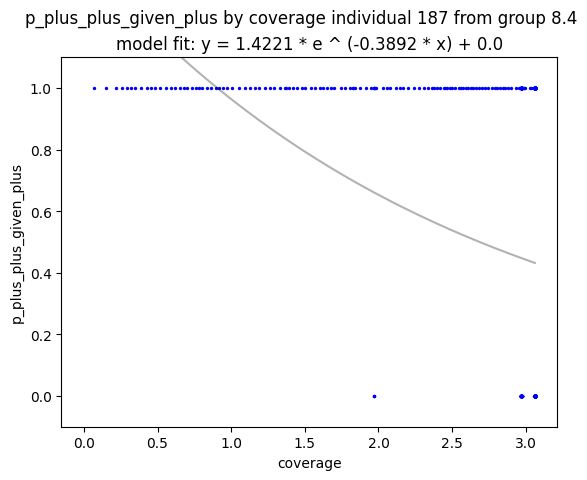 p_plus_plus_given_plus by coverage individual 187 from group 8.4
model fit: y = 1.4221 * e ^ (-0.3892 * x) + 0.0
1.0
0.8
0.6
0.4
0.2
0.0
p_plus_plus_given_plus
0.0 0.5 1.0 1.5 2.0 2.5 3.0
coverage